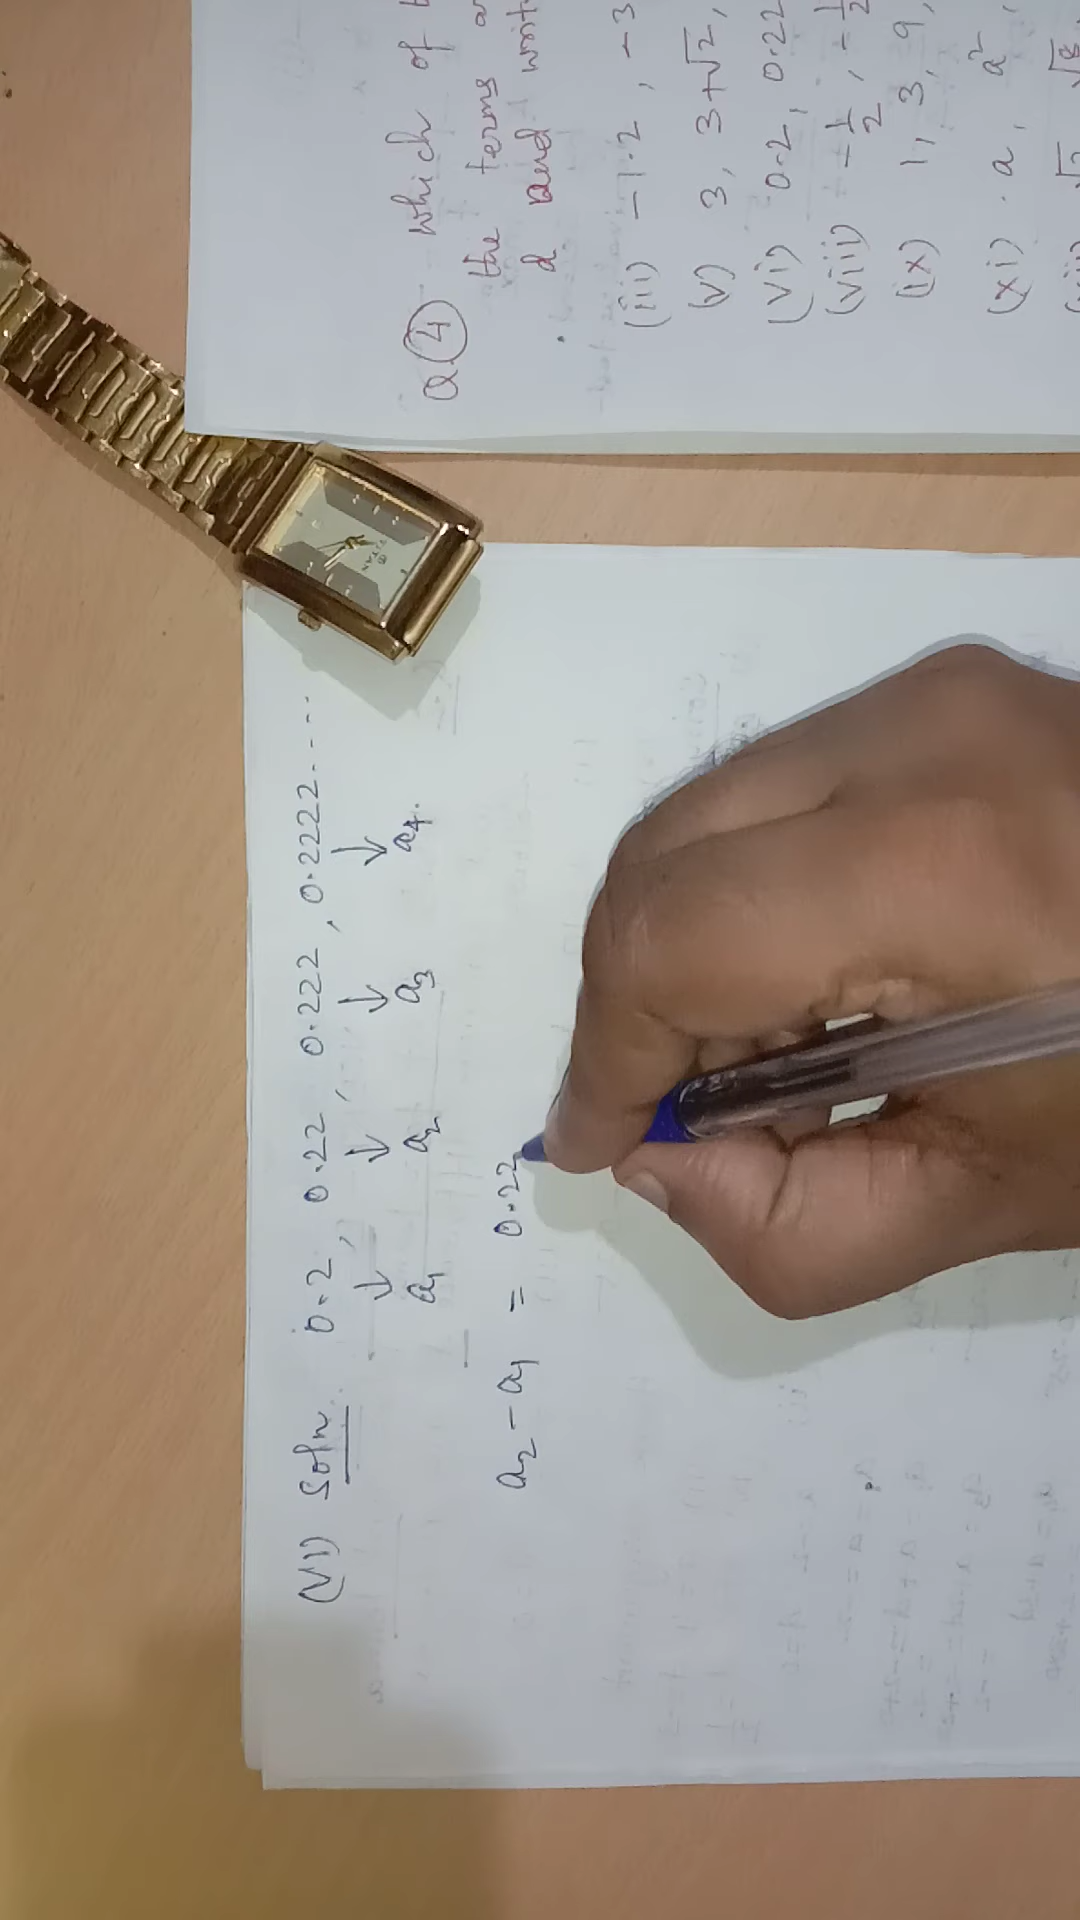 Q(4) which of
the terms
d and
(iii) -1.2, -3
(v) 3, 3+√2,
(vi) 0.2, 0.22
(viii) -1/2, -1/2
(ix) 1, 3, 9,
(xi) a, a²,
(VI) Soln. 0.2, 0.22, 0.222, 0.2222....
↓ ↓ ↓ ↓
a₁ a₂ a₃ a₄.
a₂ - a₁ = 0.22